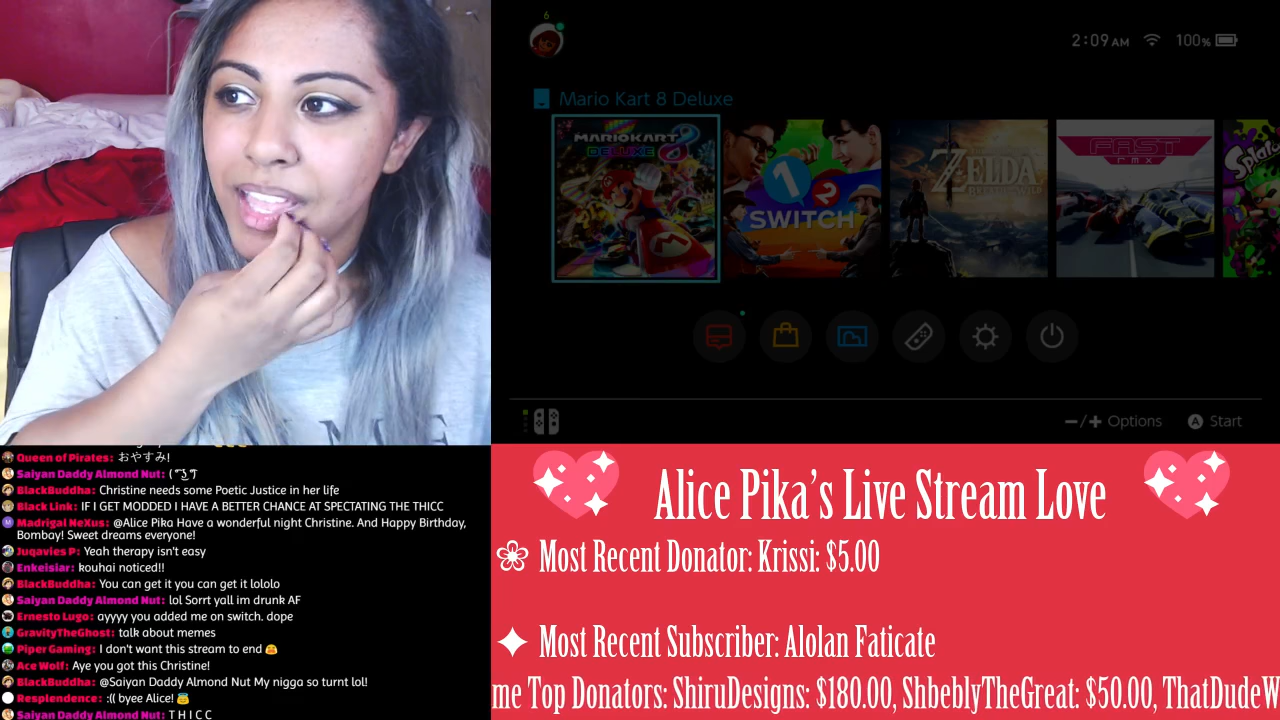 6
2:09 AM 100%
Mario Kart 8 Deluxe
MARIOKART 8
DELUXE
1 2
SWITCH
ZELDA
BREATH OF THE WILD
FAST
rmx
Splat
−/+ Options A Start
Alice Pika's Live Stream Love
❀ Most Recent Donator: Krissi: $5.00
✦ Most Recent Subscriber: Alolan Faticate
me Top Donators: ShiruDesigns: $180.00, ShbeblyTheGreat: $50.00, ThatDudeW
Queen of Pirates: おやすみ!
Saiyan Daddy Almond Nut: ( ͡° ͜ʖ ͡°
BlackBuddha: Christine needs some Poetic Justice in her life
Black Link: IF I GET MODDED I HAVE A BETTER CHANCE AT SPECTATING THE THICC
Madrigal NeXus: @Alice Pika Have a wonderful night Christine. And Happy Birthday,
Bombay! Sweet dreams everyone!
Juqavies P: Yeah therapy isn't easy
Enkeisiar: kouhai noticed!!
BlackBuddha: You can get it you can get it lololo
Saiyan Daddy Almond Nut: lol Sorrt yall im drunk AF
Ernesto Lugo: ayyyy you added me on switch. dope
GravityTheGhost: talk about memes
Piper Gaming: I don't want this stream to end
Ace Wolf: Aye you got this Christine!
BlackBuddha: @Saiyan Daddy Almond Nut My nigga so turnt lol!
Resplendence: :(( byee Alice!
Saiyan Daddy Almond Nut: T H I C C